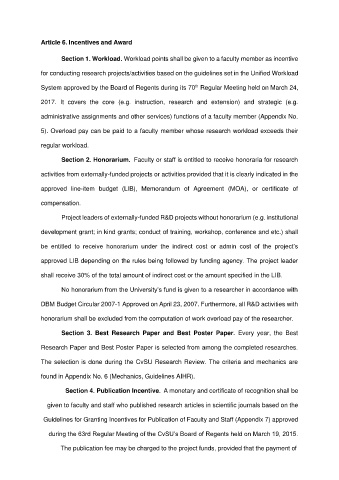 Article 6. Incentives and Award
Section 1. Workload. Workload points shall be given to a faculty member as incentive
for conducting research projects/activities based on the guidelines set in the Unified Workload
System approved by the Board of Regents during its 70th Regular Meeting held on March 24,
2017. It covers the core (e.g. instruction, research and extension) and strategic (e.g.
administrative assignments and other services) functions of a faculty member (Appendix No.
5). Overload pay can be paid to a faculty member whose research workload exceeds their
regular workload.
Section 2. Honorarium. Faculty or staff is entitled to receive honoraria for research
activities from externally-funded projects or activities provided that it is clearly indicated in the
approved line-item budget (LIB), Memorandum of Agreement (MOA), or certificate of
compensation.
Project leaders of externally-funded R&D projects without honorarium (e.g. institutional
development grant; in kind grants; conduct of training, workshop, conference and etc.) shall
be entitled to receive honorarium under the indirect cost or admin cost of the project's
approved LIB depending on the rules being followed by funding agency. The project leader
shall receive 30% of the total amount of indirect cost or the amount specified in the LIB.
No honorarium from the University's fund is given to a researcher in accordance with
DBM Budget Circular 2007-1 Approved on April 23, 2007. Furthermore, all R&D activities with
honorarium shall be excluded from the computation of work overload pay of the researcher.
Section 3. Best Research Paper and Best Poster Paper. Every year, the Best
Research Paper and Best Poster Paper is selected from among the completed researches.
The selection is done during the CvSU Research Review. The criteria and mechanics are
found in Appendix No. 6 (Mechanics, Guidelines AIHR).
Section 4. Publication Incentive. A monetary and certificate of recognition shall be
given to faculty and staff who published research articles in scientific journals based on the
Guidelines for Granting Incentives for Publication of Faculty and Staff (Appendix 7) approved
during the 63rd Regular Meeting of the CvSU's Board of Regents held on March 19, 2015.
The publication fee may be charged to the project funds, provided that the payment of